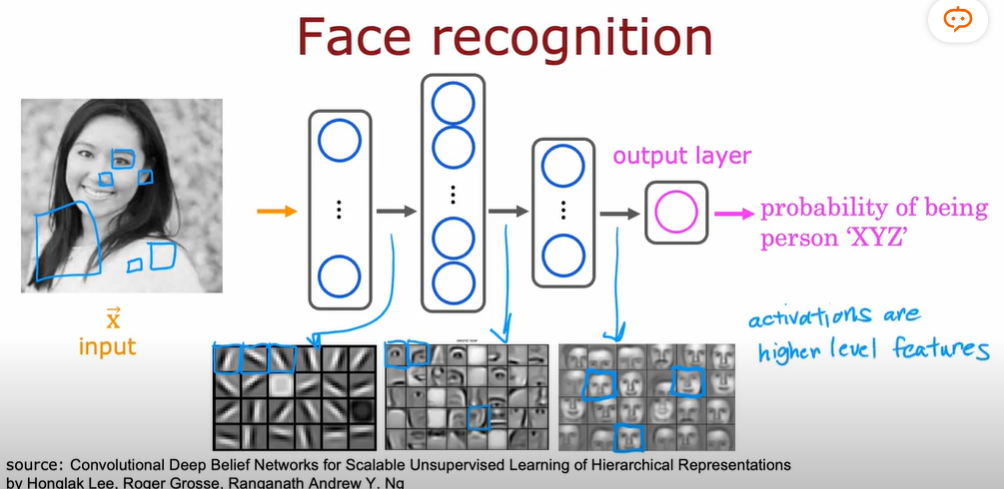 Face recognition
output layer
probability of being
person ‘XYZ’
x
input
activations are
higher level features
source: Convolutional Deep Belief Networks for Scalable Unsupervised Learning of Hierarchical Representations
by Honglak Lee, Roger Grosse, Ranganath Andrew Y. Ng